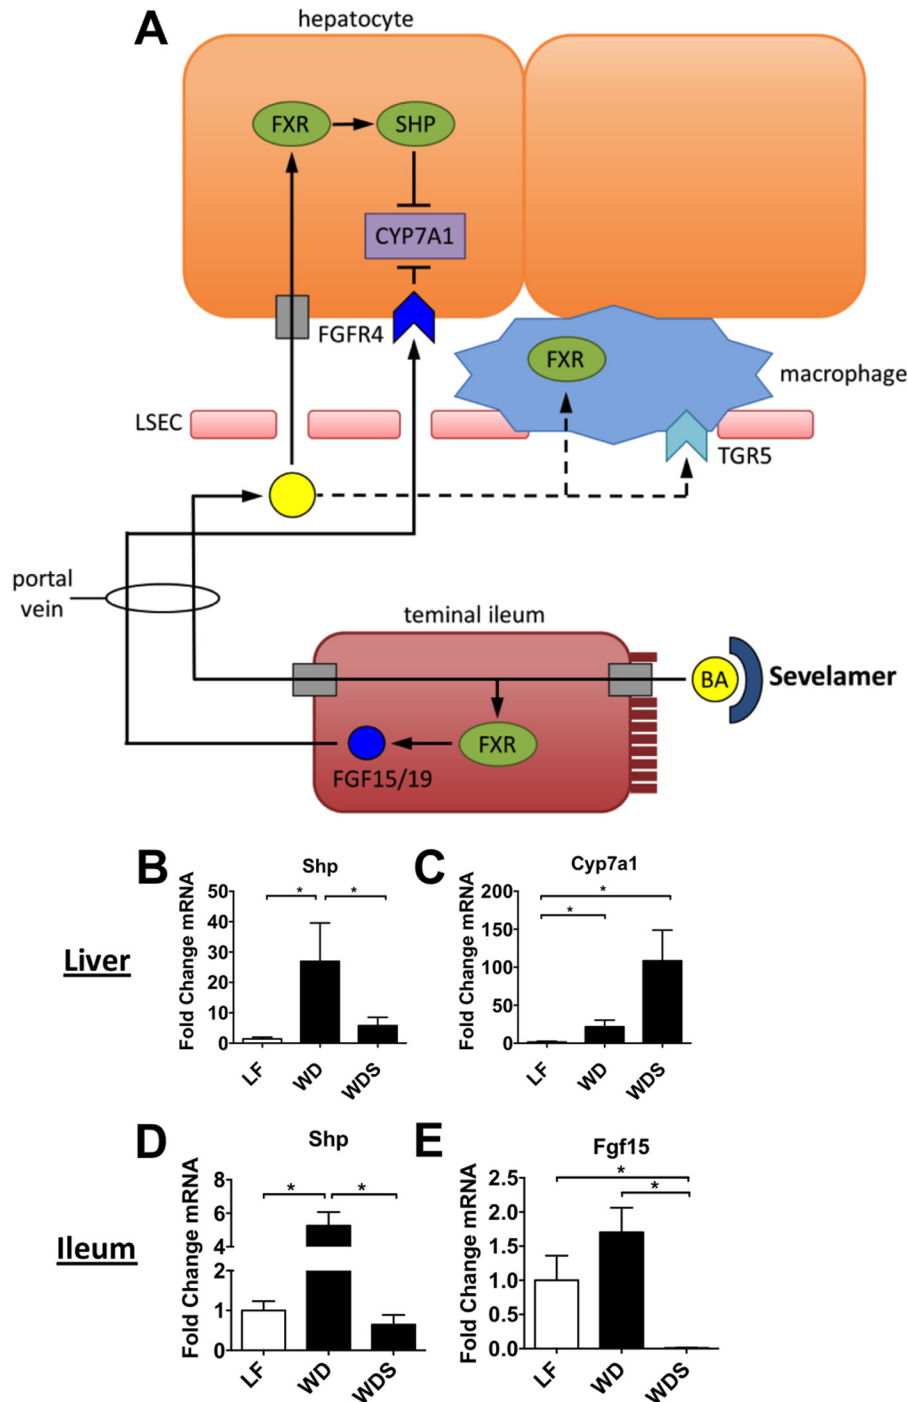 A
hepatocyte
FXR
SHP
CYP7A1
FGFR4
FXR
macrophage
LSEC
TGR5
portal
vein
teminal ileum
BA
Sevelamer
FXR
FGF15/19
Liver
B
Shp
Fold Change mRNA
50
40
30
20
10
0
*
*
LF
WD
WDS
C
Cyp7a1
Fold Change mRNA
200
150
100
50
0
*
*
LF
WD
WDS
Ileum
D
Shp
Fold Change mRNA
8
6
4
2
1
0
*
*
LF
WD
WDS
E
Fgf15
Fold Change mRNA
2.5
2.0
1.5
1.0
0.5
0.0
*
*
LF
WD
WDS